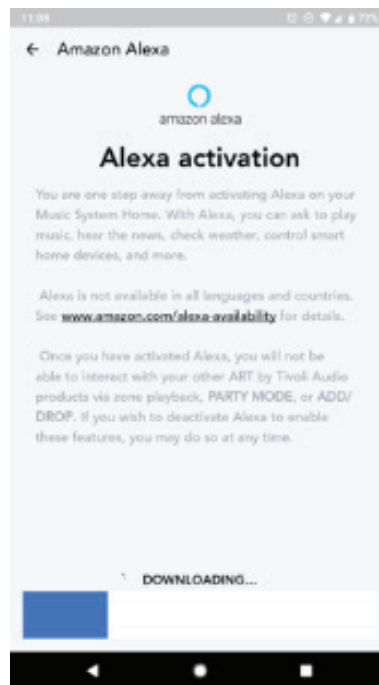 11:08
77%
← Amazon Alexa
amazon alexa
Alexa activation
You are one step away from activating Alexa on your
Music System Home. With Alexa, you can ask to play
music, hear the news, check weather, control smart
home devices, and more.
Alexa is not available in all languages and countries.
See www.amazon.com/alexa-availability for details.
Once you have activated Alexa, you will not be
able to interact with your other ART by Tivoli Audio
products via zone playback, PARTY MODE, or ADD/
DROP. If you wish to deactivate Alexa to enable
these features, you may do so at any time.
DOWNLOADING...